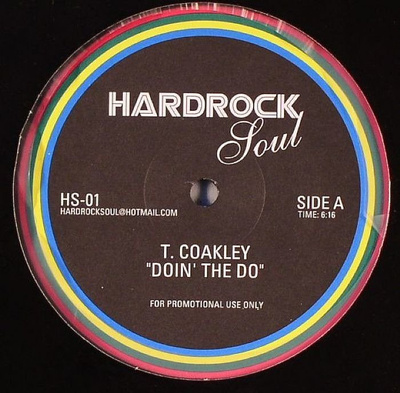 HARDROCK
Soul
HS-01
HARDROCKSOUL@HOTMAIL.COM
SIDE A
TIME: 6:16
T. COAKLEY
"DOIN' THE DO"
FOR PROMOTIONAL USE ONLY